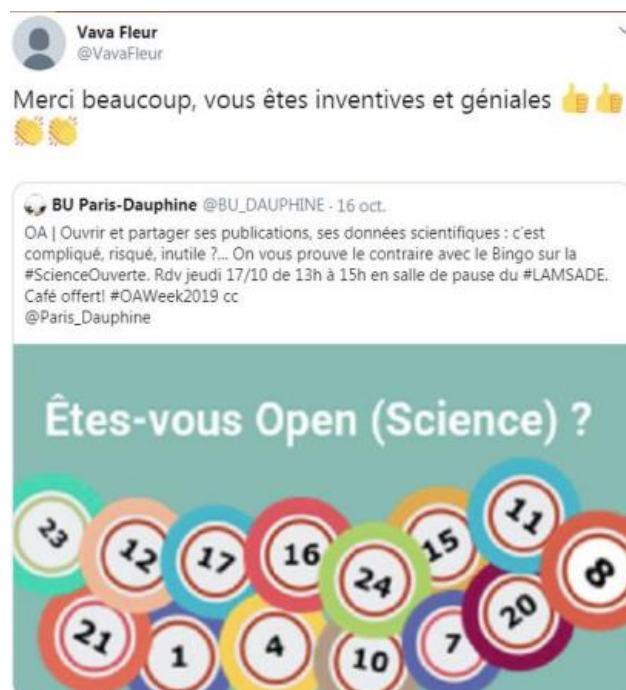 Vava Fleur
@VavaFleur
Merci beaucoup, vous êtes inventives et géniales 👍👍
👏👏
BU Paris-Dauphine @BU_DAUPHINE · 16 oct.
OA | Ouvrir et partager ses publications, ses données scientifiques : c'est
compliqué, risqué, inutile ?... On vous prouve le contraire avec le Bingo sur la
#ScienceOuverte. Rdv jeudi 17/10 de 13h à 15h en salle de pause du #LAMSADE.
Café offert! #OAWeek2019 cc
@Paris_Dauphine
Êtes-vous Open (Science) ?
23
12
17
16
24
15
11
8
21
1
4
10
7
20